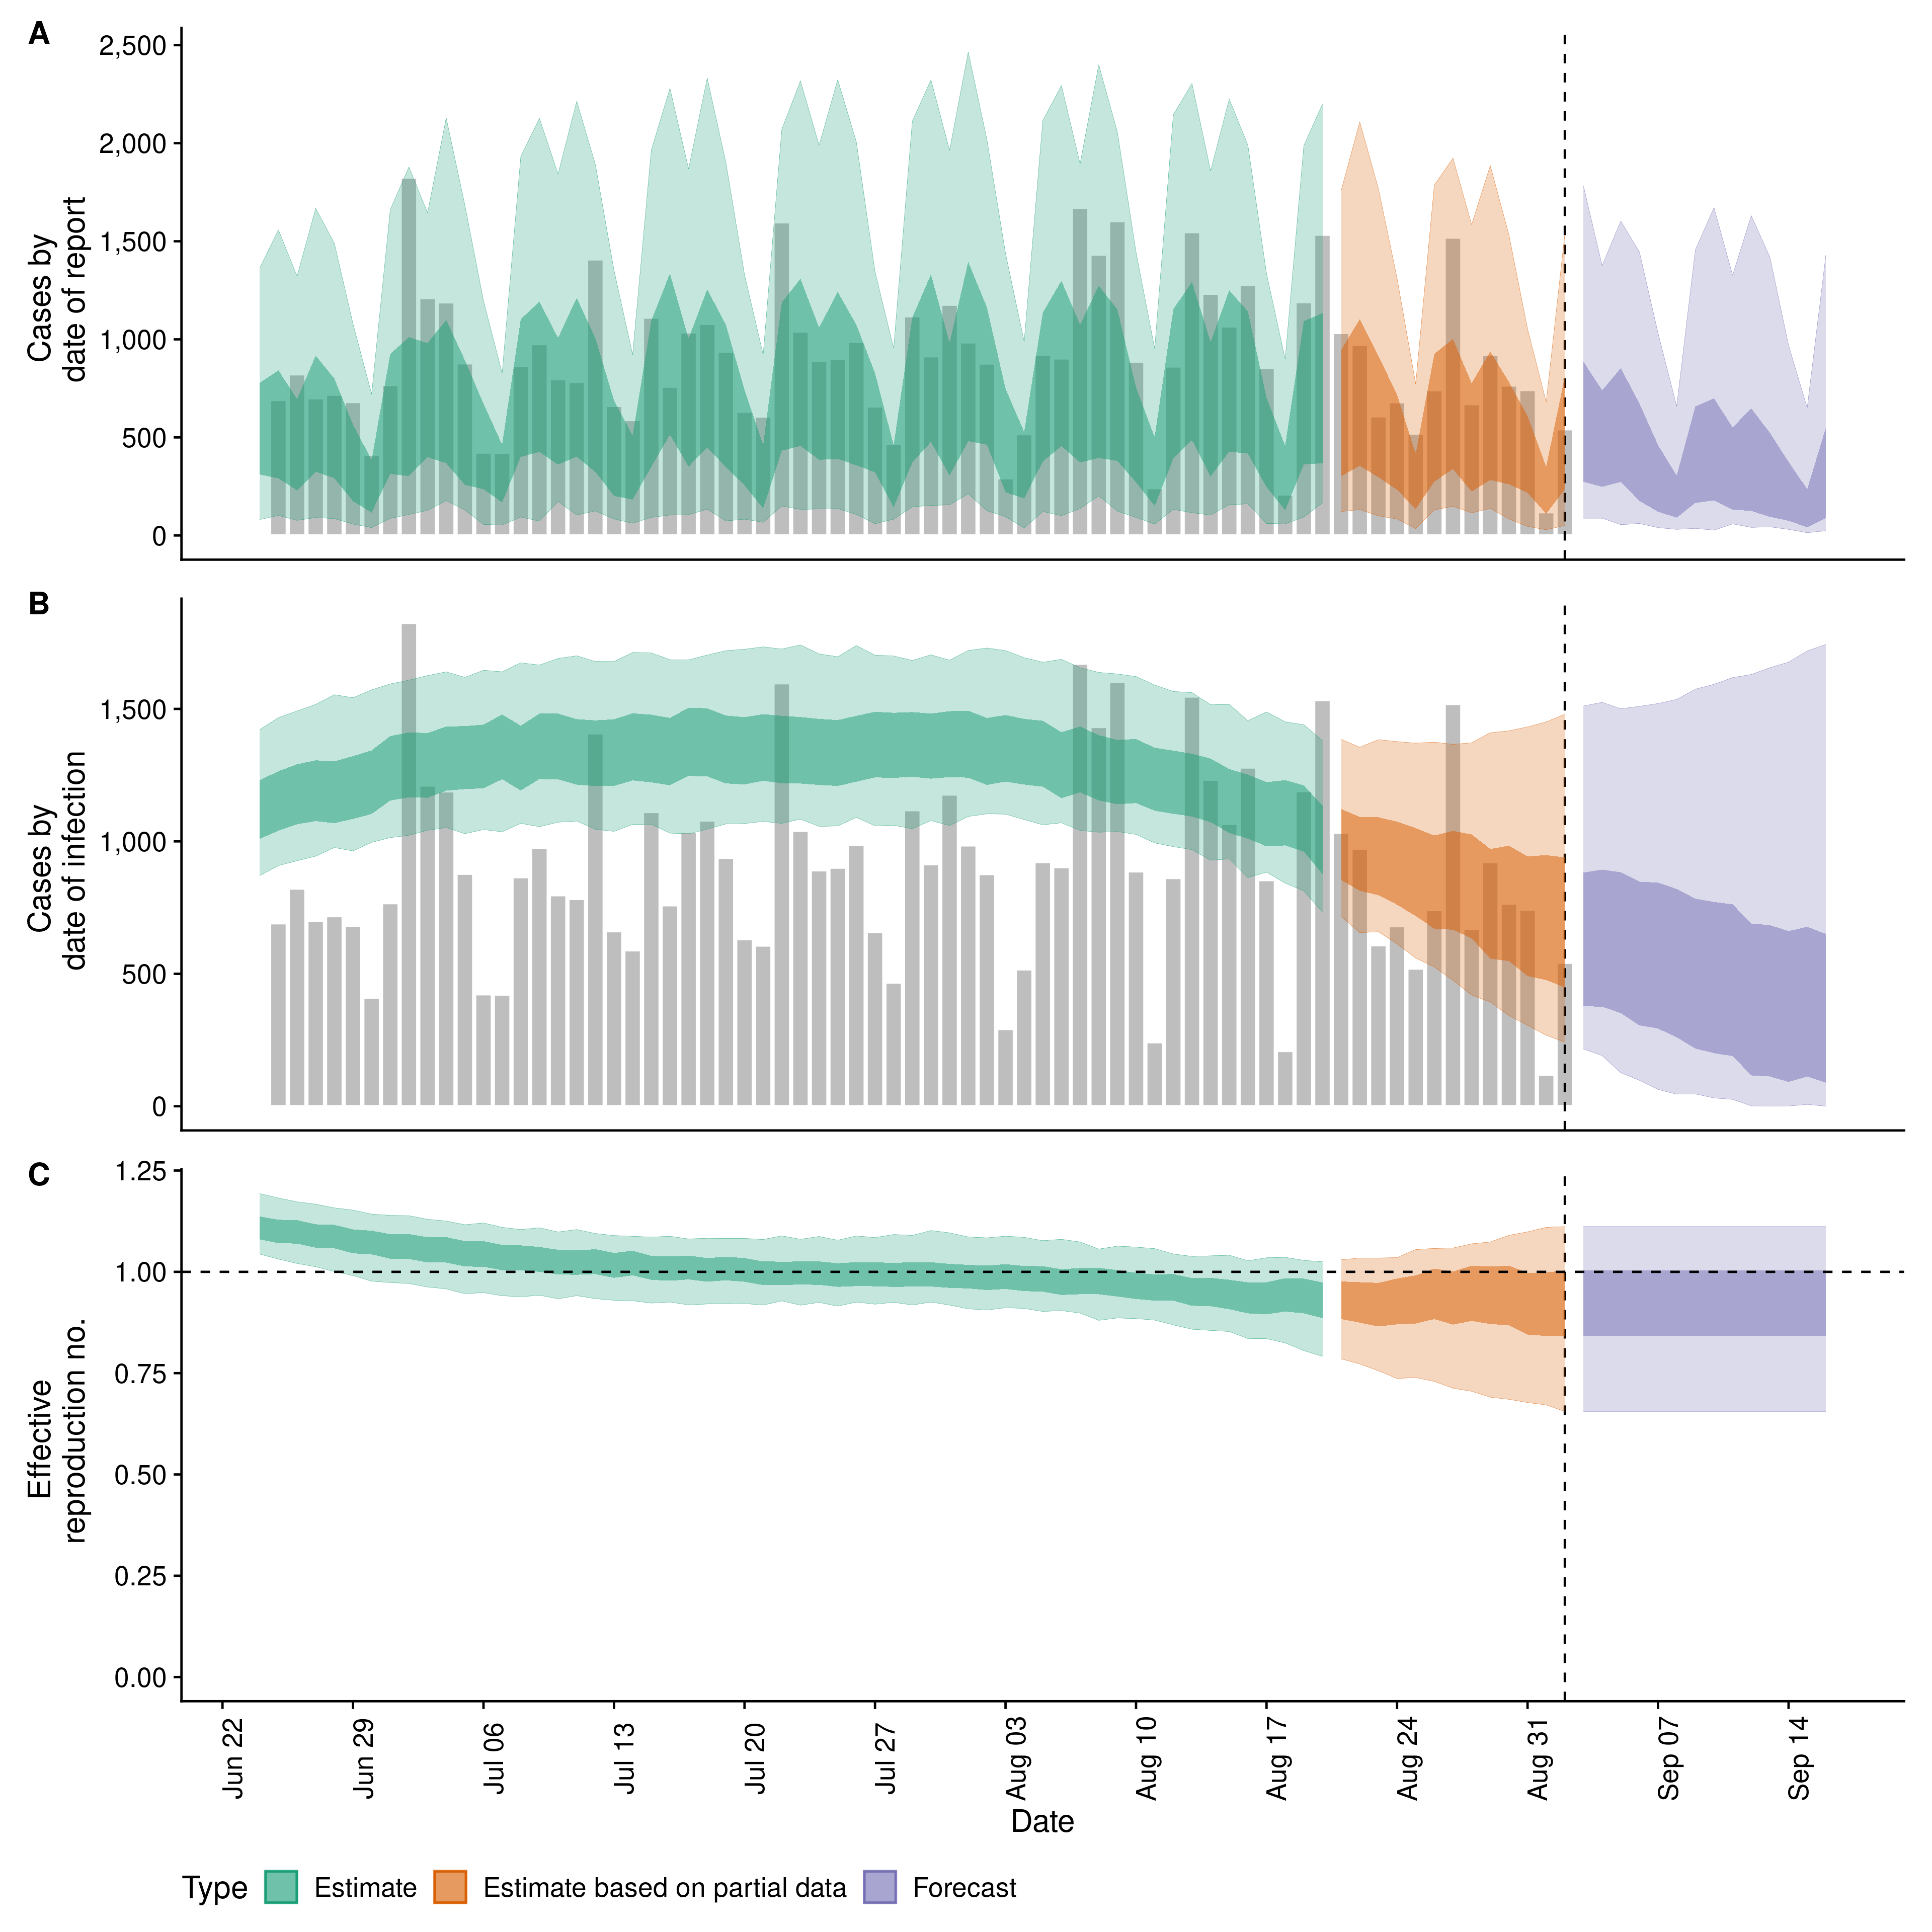 A
Cases by
date of report
2,500
2,000
1,500
1,000
500
0
B
Cases by
date of infection
1,500
1,000
500
0
C
Effective
reproduction no.
1.25
1.00
0.75
0.50
0.25
0.00
Jun 22
Jun 29
Jul 06
Jul 13
Jul 20
Jul 27
Aug 03
Aug 10
Aug 17
Aug 24
Aug 31
Sep 07
Sep 14
Date
Type Estimate Estimate based on partial data Forecast